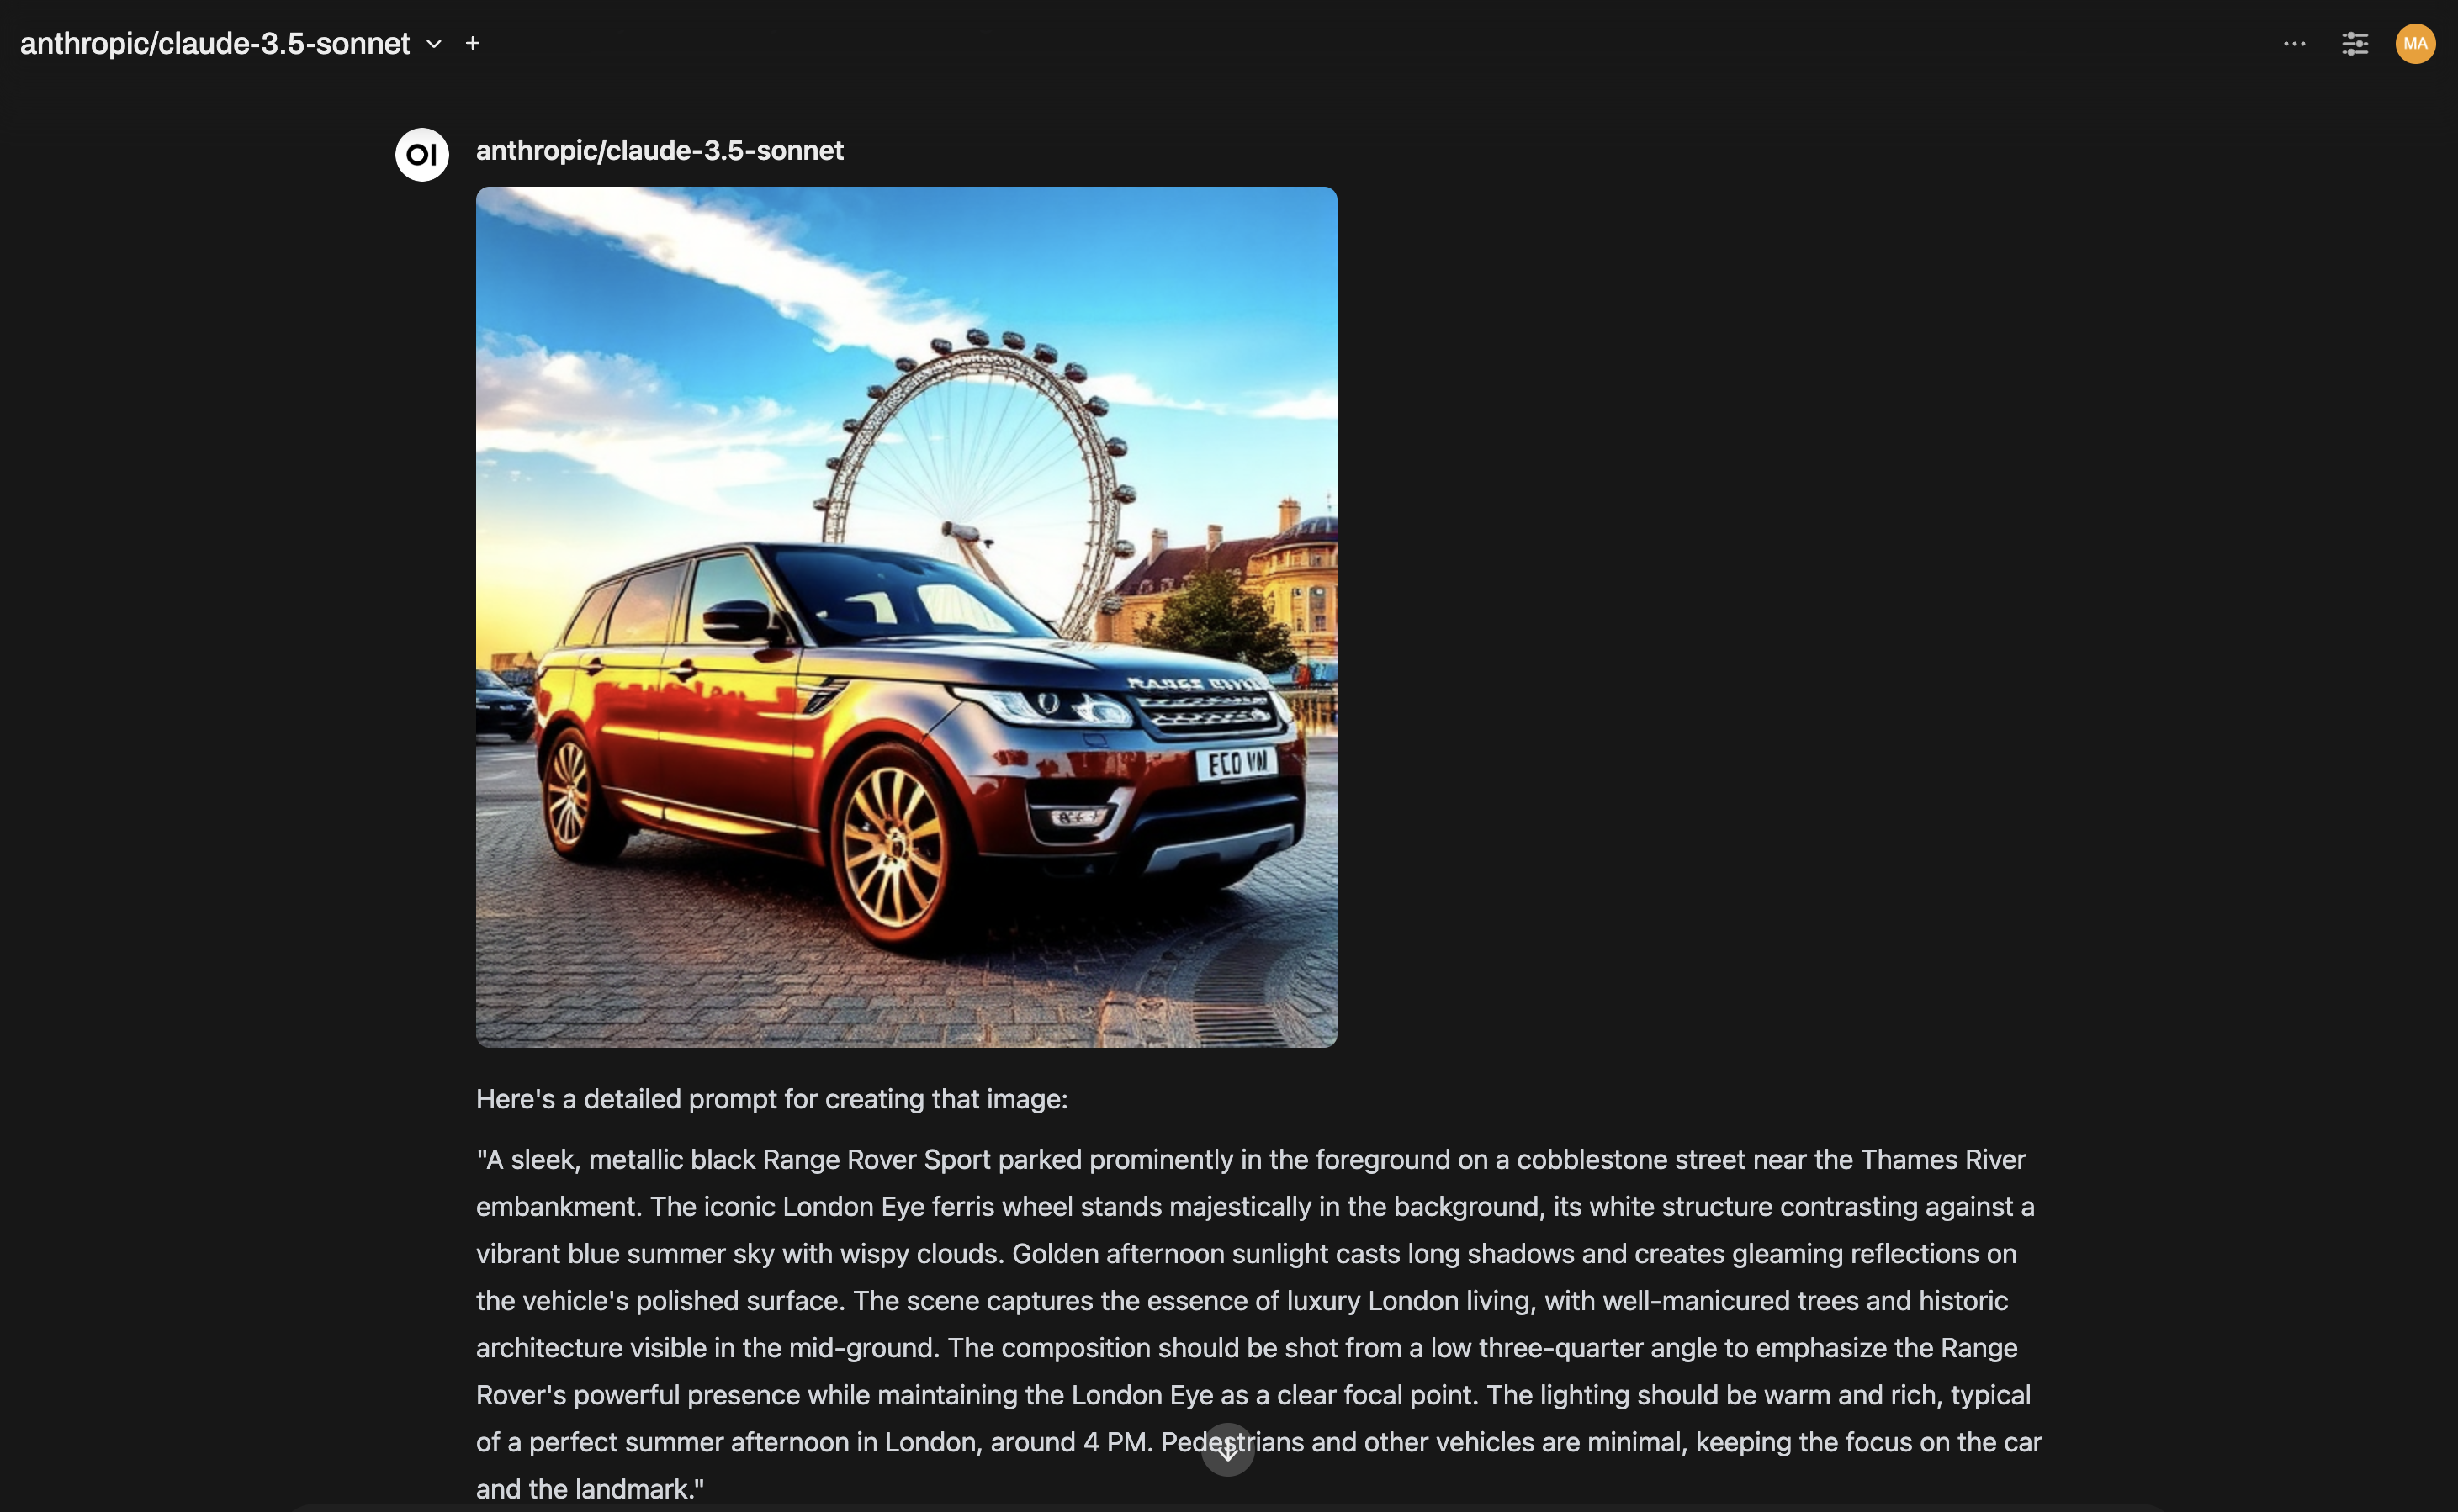 anthropic/claude-3.5-sonnet
MA
OI
anthropic/claude-3.5-sonnet
RANGE
ECO
Here's a detailed prompt for creating that image:
"A sleek, metallic black Range Rover Sport parked prominently in the foreground on a cobblestone street near the Thames River
embankment. The iconic London Eye ferris wheel stands majestically in the background, its white structure contrasting against a
vibrant blue summer sky with wispy clouds. Golden afternoon sunlight casts long shadows and creates gleaming reflections on
the vehicle's polished surface. The scene captures the essence of luxury London living, with well-manicured trees and historic
architecture visible in the mid-ground. The composition should be shot from a low three-quarter angle to emphasize the Range
Rover's powerful presence while maintaining the London Eye as a clear focal point. The lighting should be warm and rich, typical
of a perfect summer afternoon in London, around 4 PM. Pedestrians and other vehicles are minimal, keeping the focus on the car
and the landmark."